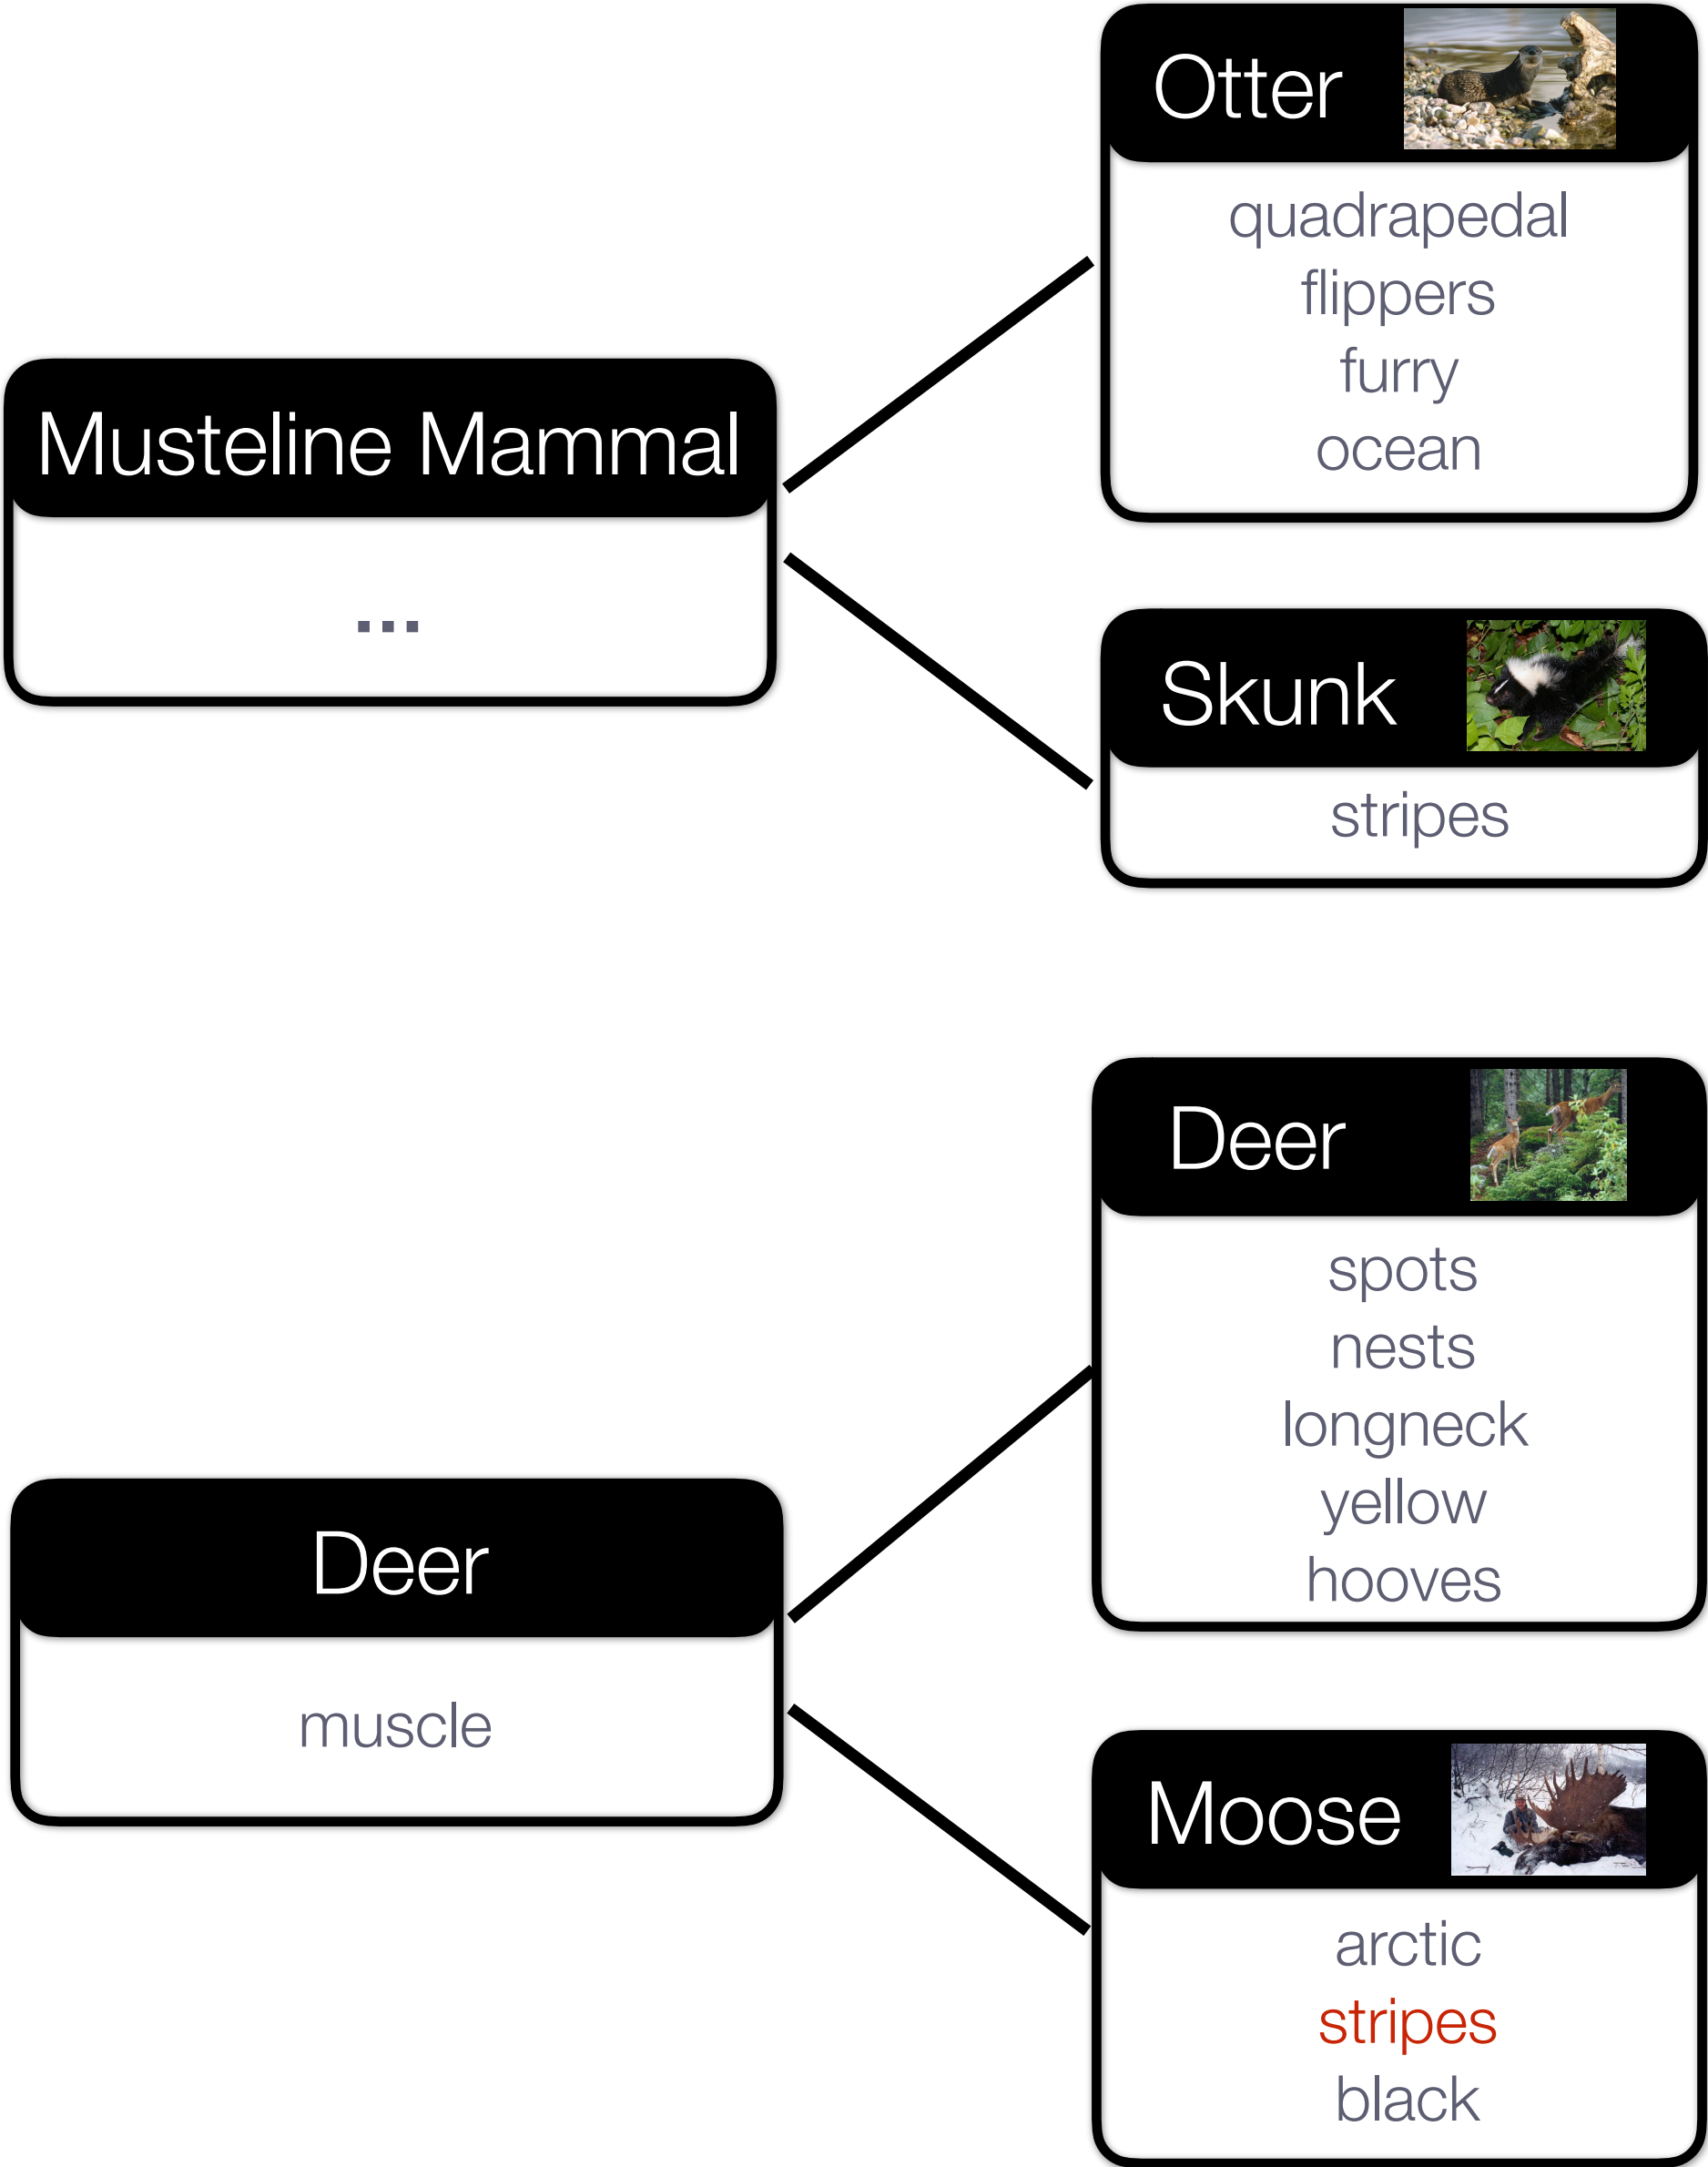 Otter
quadrapedal
flippers
furry
ocean
Musteline Mammal
...
Skunk
stripes
Deer
spots
nests
longneck
yellow
hooves
Deer
muscle
Moose
arctic
stripes
black